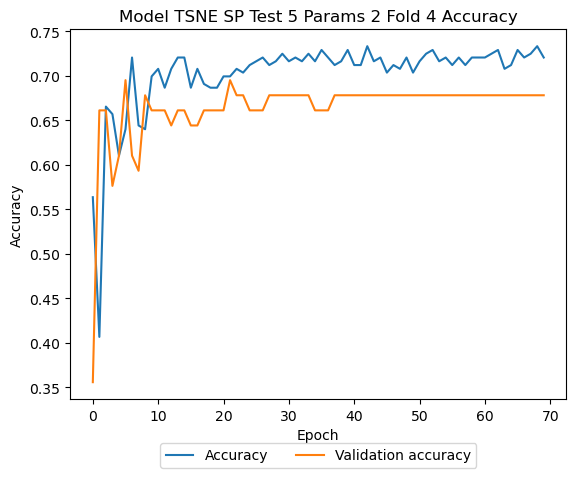 Model TSNE SP Test 5 Params 2 Fold 4 Accuracy
0.75
0.70
0.65
0.60
0.55
0.50
0.45
0.40
0.35
Accuracy
0 10 20 30 40 50 60 70
Epoch
Accuracy Validation accuracy